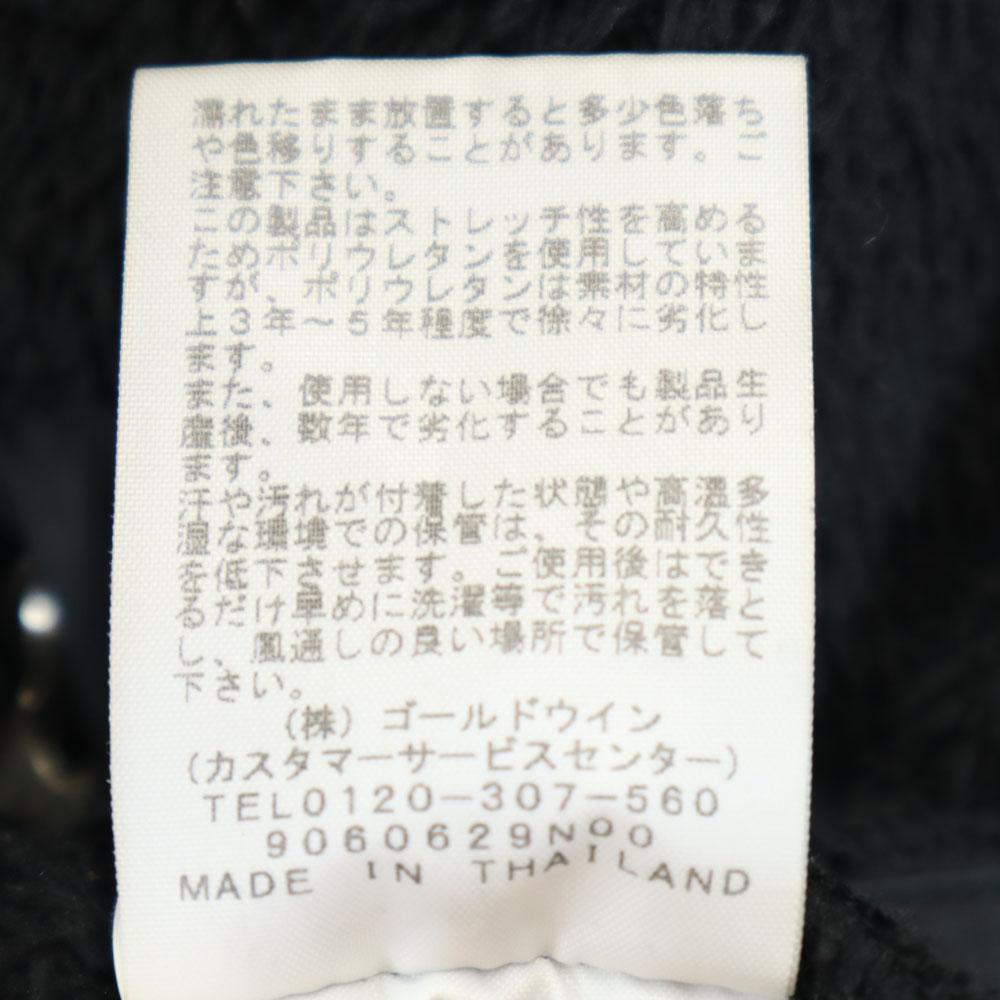 濡れたまま放置すると多少色落ち
や色移りすることがあります。ご
注意下さい。
この製品はストレッチ性を高める
ためポリウレタンを使用していま
すが、ポリウレタンは素材の特性
上3年～5年程度で徐々に劣化し
ます。
また、使用しない場合でも製品生
産後、数年で劣化することがあり
ます。
汗や汚れが付着した状態や高温多
湿な環境での保管は、その耐久性
を低下させます。ご使用後はでき
るだけ早めに洗濯等で汚れを落と
し、風通しの良い場所で保管して
下さい。
(株)ゴールドウイン
(カスタマーサービスセンター)
TEL0120-307-560
9060629N00
MADE IN THAILAND